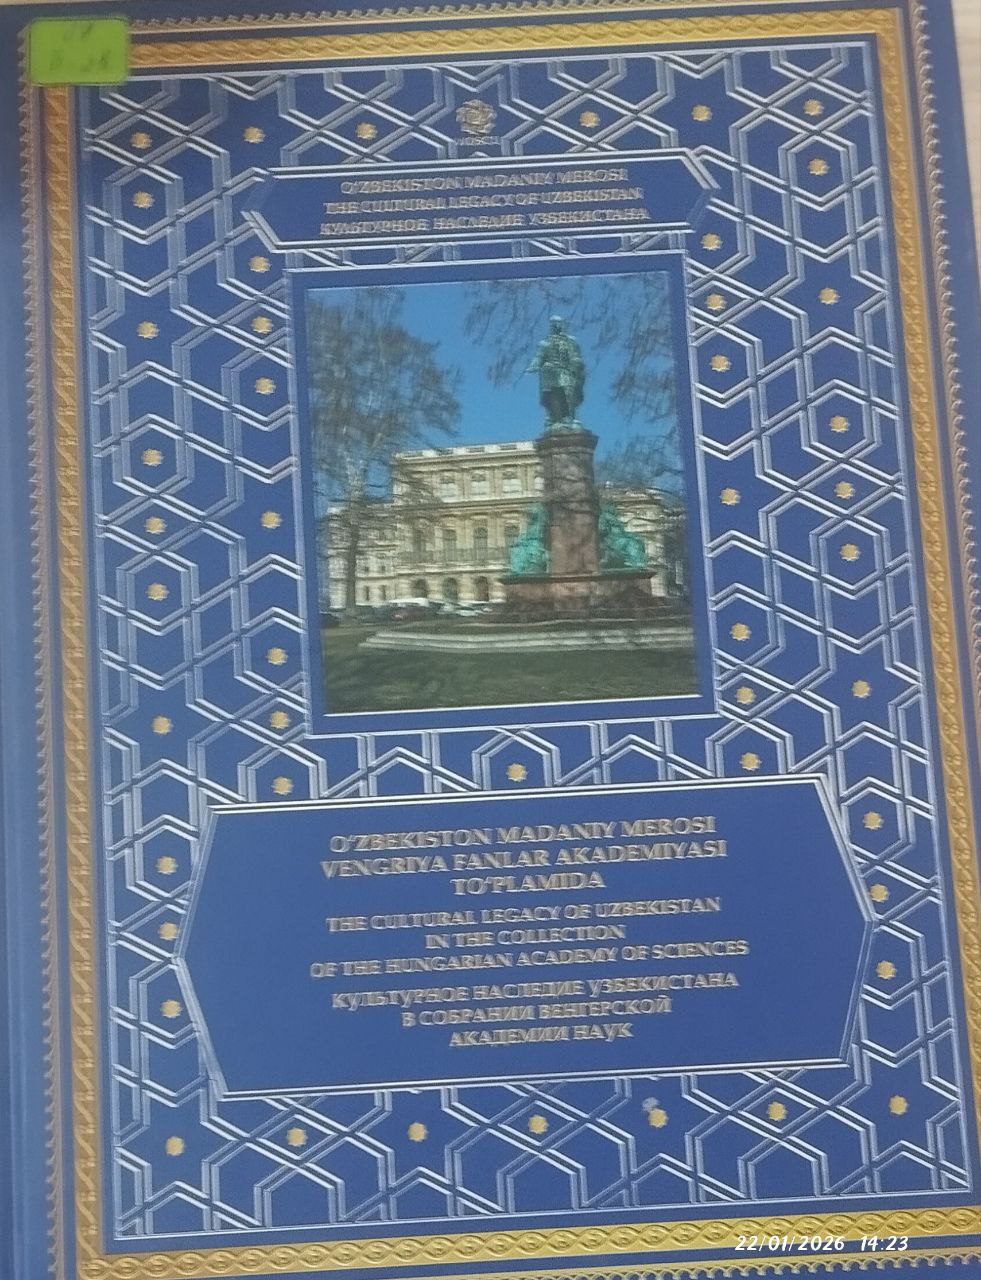 O'ZBEKISTON MADANIY MEROSI
THE CULTURAL LEGACY OF UZBEKISTAN
КУЛЬТУРНОЕ НАСЛЕДИЕ УЗБЕКИСТАНА
O'ZBEKISTON MADANIY MEROSI
VENGRIYA FANLAR AKADEMIYASI
TO'PLAMIDA
THE CULTURAL LEGACY OF UZBEKISTAN
IN THE COLLECTION
OF THE HUNGARIAN ACADEMY OF SCIENCES
КУЛЬТУРНОЕ НАСЛЕДИЕ УЗБЕКИСТАНА
В СОБРАНИИ ВЕНГЕРСКОЙ
АКАДЕМИИ НАУК
22/01/2026 14:23